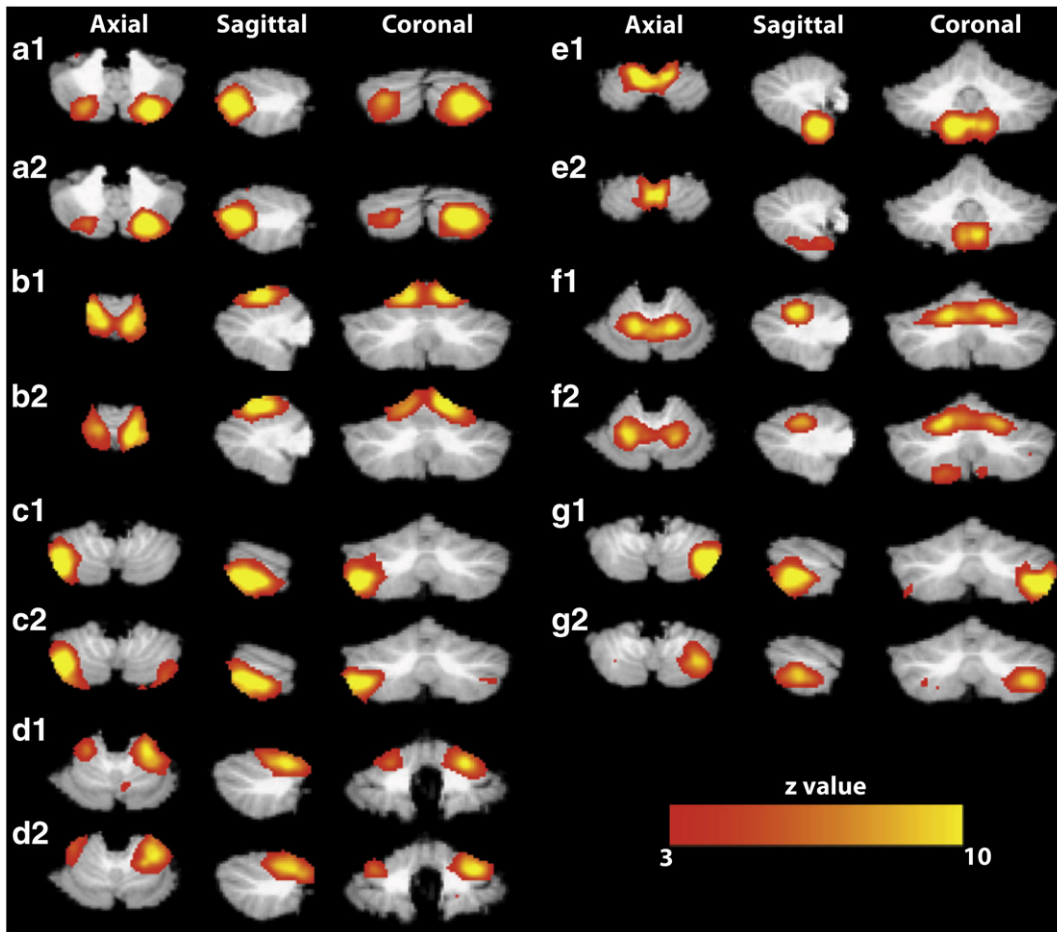 Axial Sagittal Coronal
a1
a2
b1
b2
c1
c2
d1
d2
Axial Sagittal Coronal
e1
e2
f1
f2
g1
g2
z value
3 10